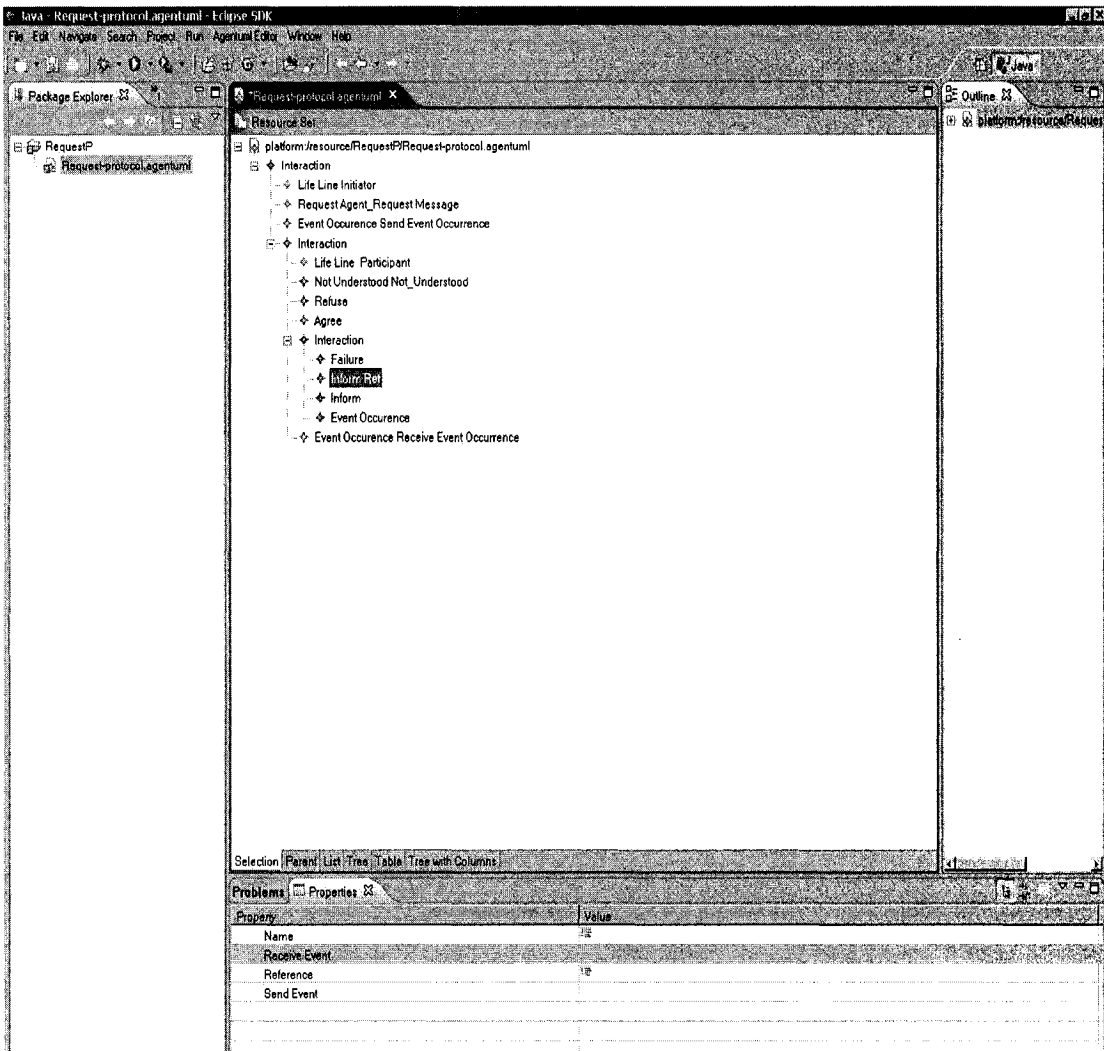 Java - Request-protocol.agentuml - Eclipse SDK
File Edit Navigate Search Project Run Agentuml Editor Window Help
Java
Package Explorer
*Request-protocol.agentuml
Outline
Resource Set
platform:/resource/Reques
RequestP
Request-protocol.agentuml
platform:/resource/RequestP/Request-protocol.agentuml
Interaction
Life Line Initiator
Request Agent_Request Message
Event Occurence Send Event Occurrence
Interaction
Life Line Participant
Not Understood Not_Understood
Refuse
Agree
Interaction
Failure
Inform Ref
Inform
Event Occurence
Event Occurence Receive Event Occurrence
Selection Parent List Tree Table Tree with Columns
Problems Properties
Property Value
Name
Receive Event
Reference
Send Event